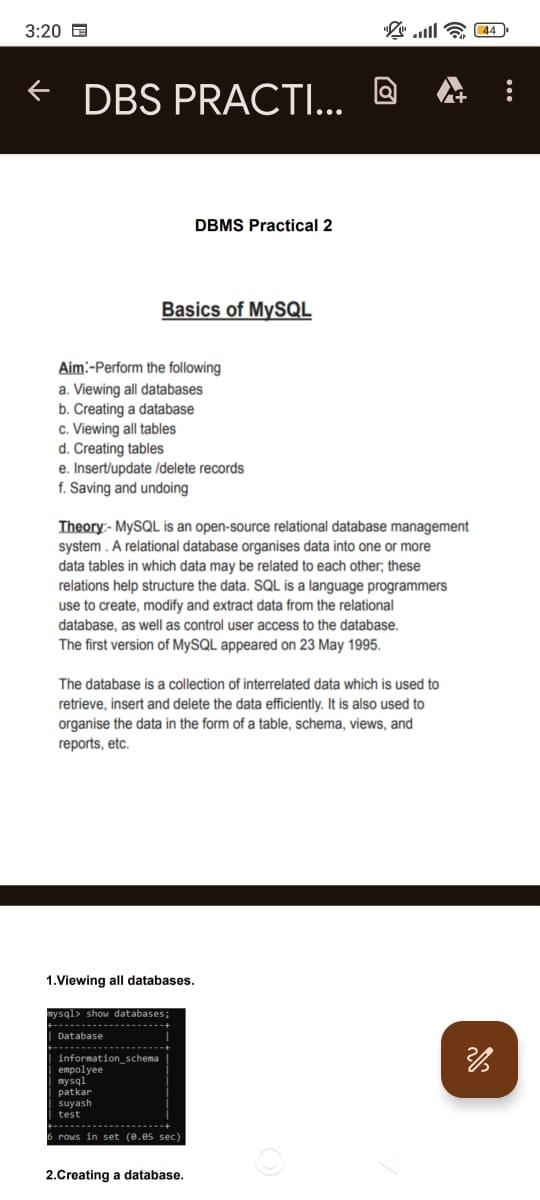 3:20
44
DBS PRACTI...
DBMS Practical 2
Basics of MySQL
Aim:-Perform the following
a. Viewing all databases
b. Creating a database
c. Viewing all tables
d. Creating tables
e. Insert/update /delete records
f. Saving and undoing
Theory:- MySQL is an open-source relational database management
system . A relational database organises data into one or more
data tables in which data may be related to each other; these
relations help structure the data. SQL is a language programmers
use to create, modify and extract data from the relational
database, as well as control user access to the database.
The first version of MySQL appeared on 23 May 1995.
The database is a collection of interrelated data which is used to
retrieve, insert and delete the data efficiently. It is also used to
organise the data in the form of a table, schema, views, and
reports, etc.
1.Viewing all databases.
mysql> show databases;
+--------------------+
| Database |
+--------------------+
| information_schema |
| empolyee |
| mysql |
| patkar |
| suyash |
| test |
+--------------------+
6 rows in set (0.05 sec)
2.Creating a database.